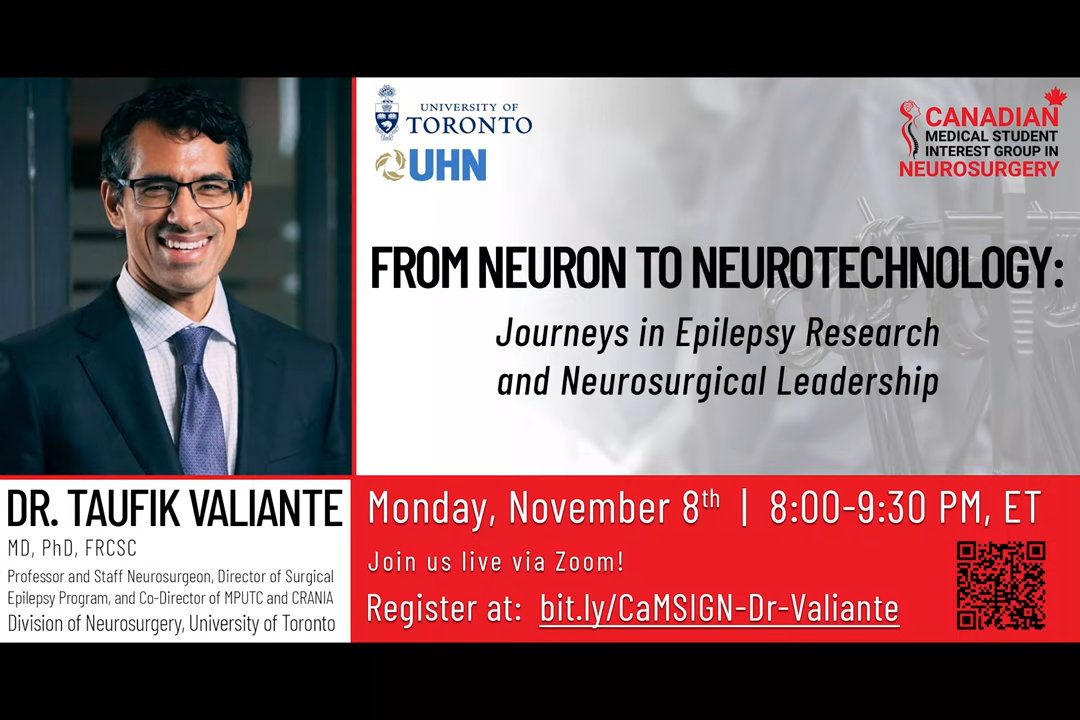 UNIVERSITY OF
TORONTO
UHN
CANADIAN
MEDICAL STUDENT
INTEREST GROUP IN
NEUROSURGERY
FROM NEURON TO NEUROTECHNOLOGY:
Journeys in Epilepsy Research
and Neurosurgical Leadership
DR. TAUFIK VALIANTE
MD, PhD, FRCSC
Professor and Staff Neurosurgeon, Director of Surgical
Epilepsy Program, and Co-Director of MPUTC and CRANIA
Division of Neurosurgery, University of Toronto
Monday, November 8th | 8:00-9:30 PM, ET
Join us live via Zoom!
Register at: bit.ly/CaMSIGN-Dr-Valiante